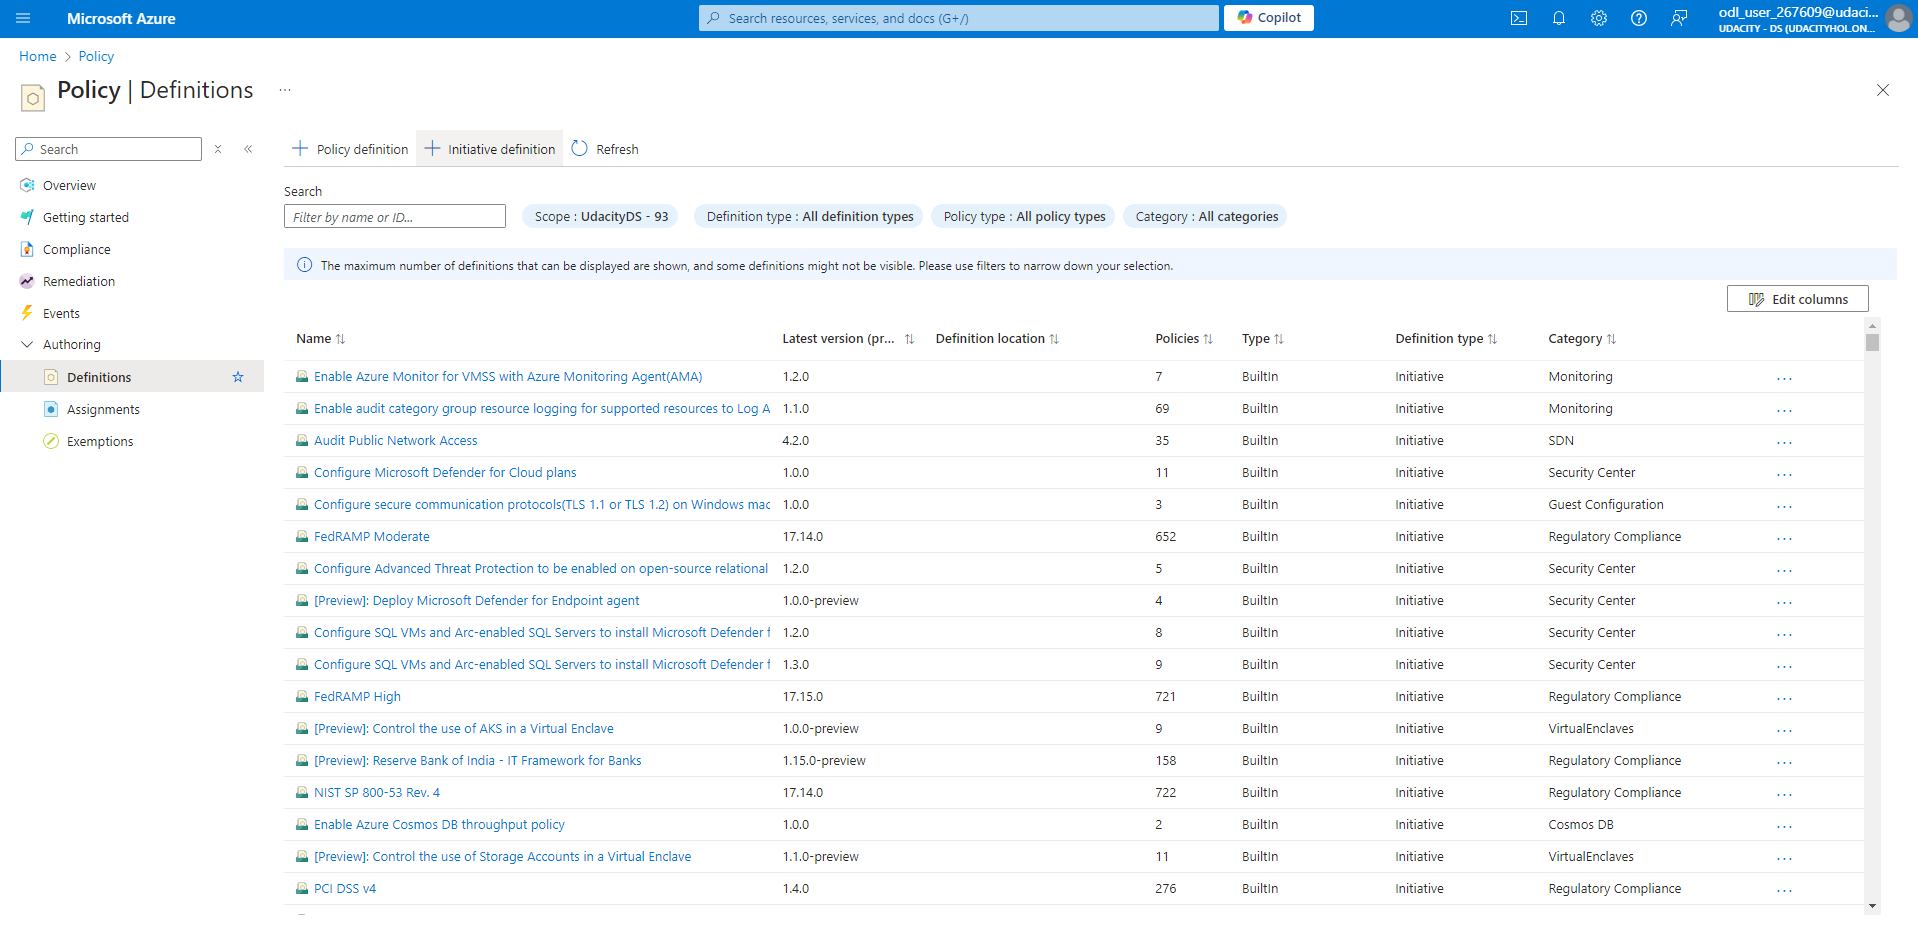 Microsoft Azure
Search resources, services, and docs (G+/)
Copilot
odl_user_267609@udaci...
UDACITY - DS (UDACITYHOL.ON...
Home > Policy
Policy | Definitions ...
Search
Overview
Getting started
Compliance
Remediation
Events
Authoring
Definitions
Assignments
Exemptions
+ Policy definition + Initiative definition Refresh
Search
Filter by name or ID... Scope : UdacityDS - 93 Definition type : All definition types Policy type : All policy types Category : All categories
The maximum number of definitions that can be displayed are shown, and some definitions might not be visible. Please use filters to narrow down your selection.
Edit columns
Name Latest version (pr... Definition location Policies Type Definition type Category
Enable Azure Monitor for VMSS with Azure Monitoring Agent(AMA) 1.2.0 7 BuiltIn Initiative Monitoring ...
Enable audit category group resource logging for supported resources to Log A 1.1.0 69 BuiltIn Initiative Monitoring ...
Audit Public Network Access 4.2.0 35 BuiltIn Initiative SDN ...
Configure Microsoft Defender for Cloud plans 1.0.0 11 BuiltIn Initiative Security Center ...
Configure secure communication protocols(TLS 1.1 or TLS 1.2) on Windows mac 1.0.0 3 BuiltIn Initiative Guest Configuration ...
FedRAMP Moderate 17.14.0 652 BuiltIn Initiative Regulatory Compliance ...
Configure Advanced Threat Protection to be enabled on open-source relational 1.2.0 5 BuiltIn Initiative Security Center ...
[Preview]: Deploy Microsoft Defender for Endpoint agent 1.0.0-preview 4 BuiltIn Initiative Security Center ...
Configure SQL VMs and Arc-enabled SQL Servers to install Microsoft Defender f 1.2.0 8 BuiltIn Initiative Security Center ...
Configure SQL VMs and Arc-enabled SQL Servers to install Microsoft Defender f 1.3.0 9 BuiltIn Initiative Security Center ...
FedRAMP High 17.15.0 721 BuiltIn Initiative Regulatory Compliance ...
[Preview]: Control the use of AKS in a Virtual Enclave 1.0.0-preview 9 BuiltIn Initiative VirtualEnclaves ...
[Preview]: Reserve Bank of India - IT Framework for Banks 1.15.0-preview 158 BuiltIn Initiative Regulatory Compliance ...
NIST SP 800-53 Rev. 4 17.14.0 722 BuiltIn Initiative Regulatory Compliance ...
Enable Azure Cosmos DB throughput policy 1.0.0 2 BuiltIn Initiative Cosmos DB ...
[Preview]: Control the use of Storage Accounts in a Virtual Enclave 1.1.0-preview 11 BuiltIn Initiative VirtualEnclaves ...
PCI DSS v4 1.4.0 276 BuiltIn Initiative Regulatory Compliance ...